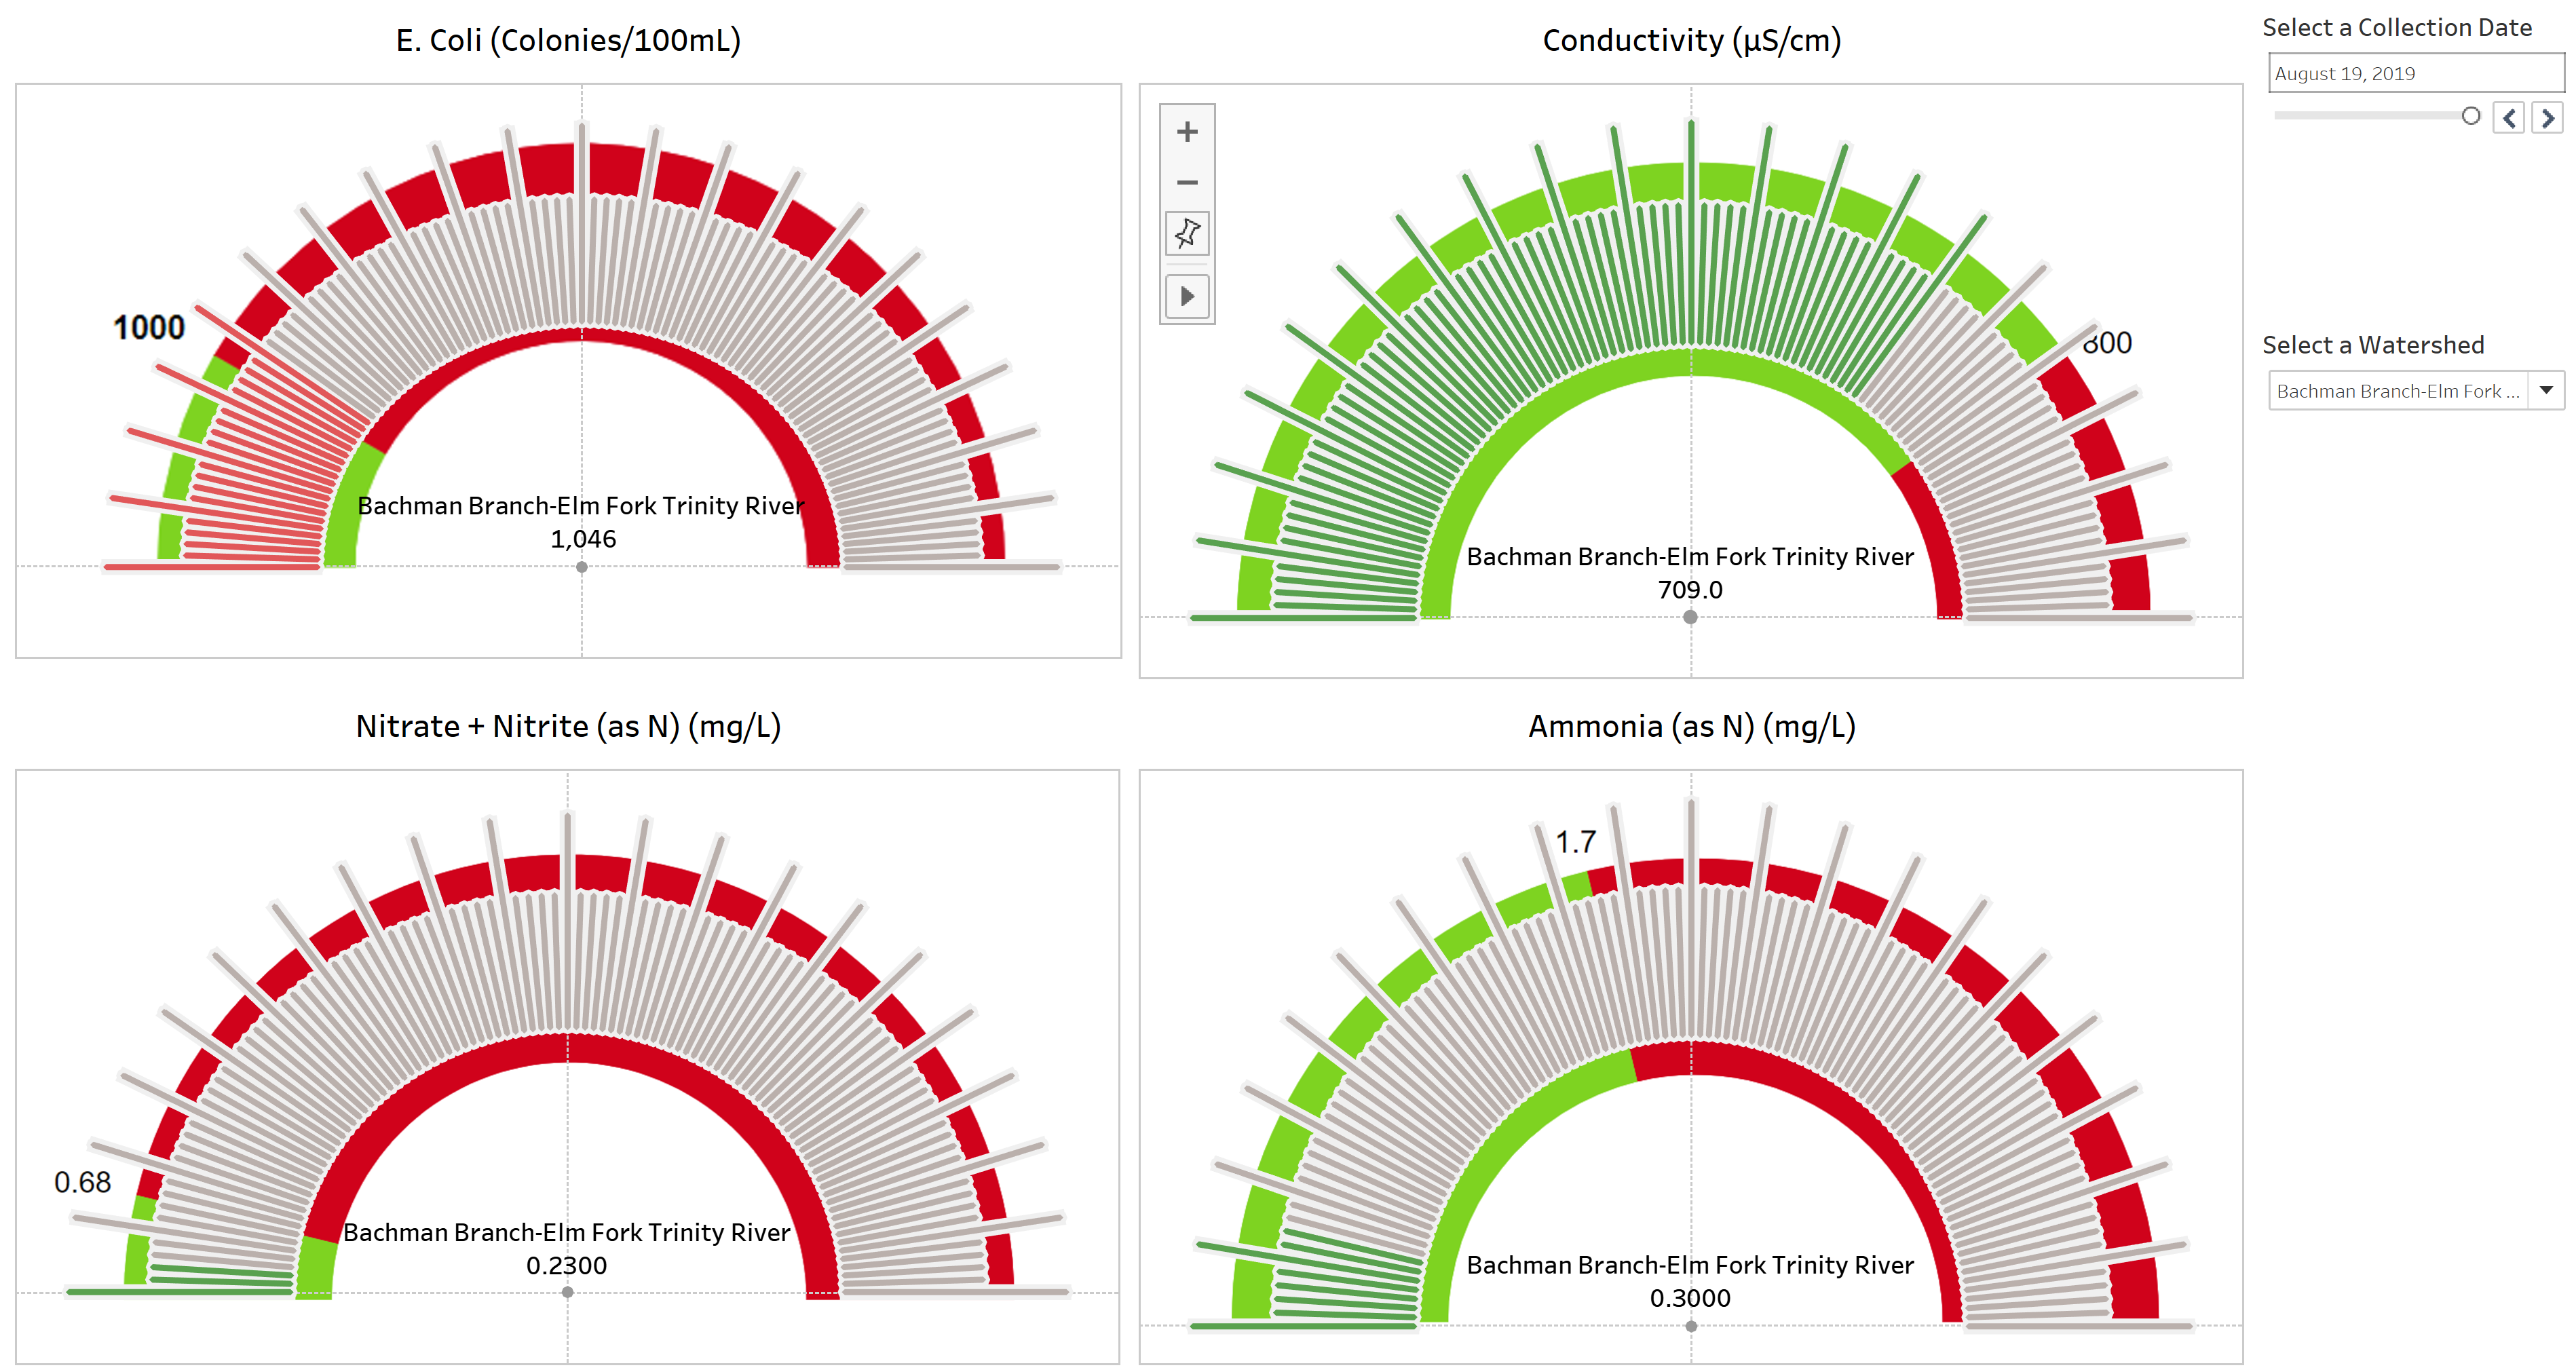 E. Coli (Colonies/100mL)
1000
Bachman Branch-Elm Fork Trinity River
1,046
Conductivity (µS/cm)
800
Bachman Branch-Elm Fork Trinity River
709.0
Select a Collection Date
August 19, 2019
Select a Watershed
Bachman Branch-Elm Fork ...
Nitrate + Nitrite (as N) (mg/L)
0.68
Bachman Branch-Elm Fork Trinity River
0.2300
Ammonia (as N) (mg/L)
1.7
Bachman Branch-Elm Fork Trinity River
0.3000